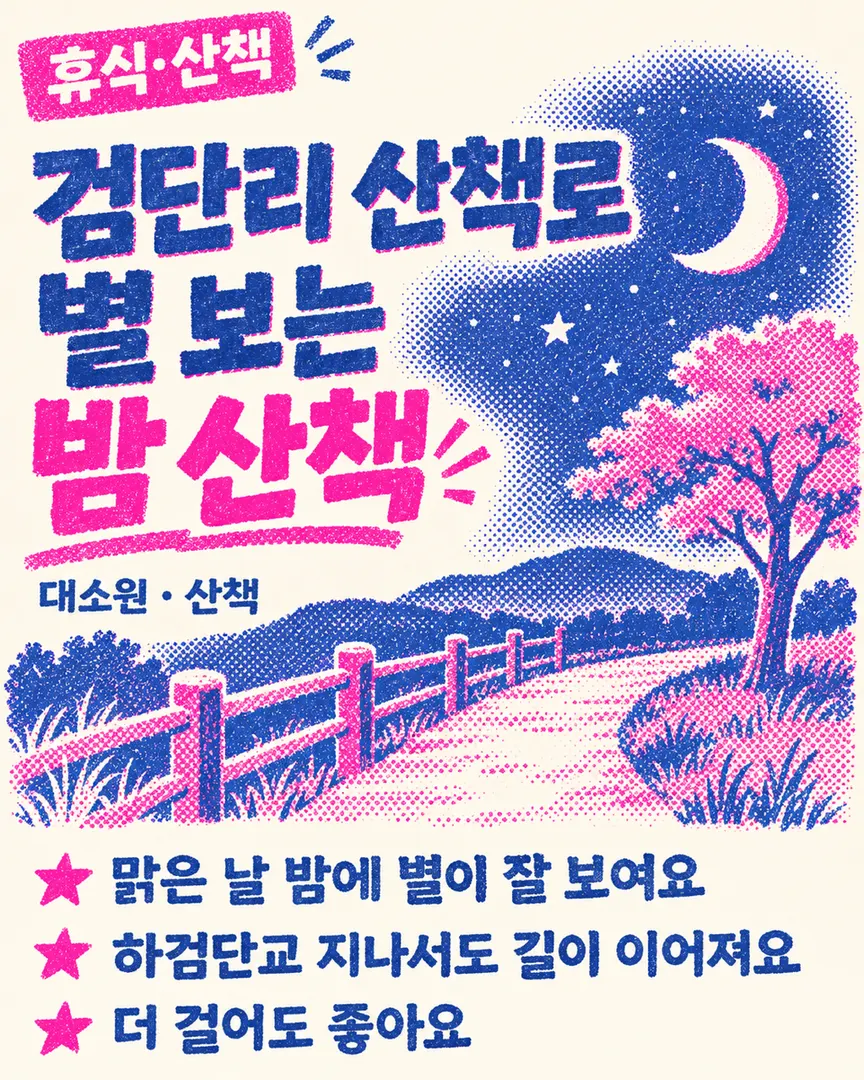 휴식·산책
검단리 산책로
별 보는
밤 산책
대소원 · 산책
맑은 날 밤에 별이 잘 보여요
하검단교 지나서도 길이 이어져요
더 걸어도 좋아요